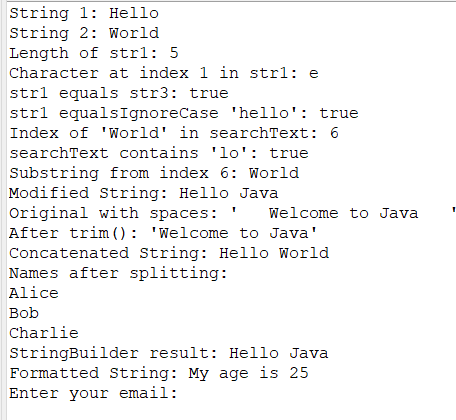 String 1: Hello
String 2: World
Length of str1: 5
Character at index 1 in str1: e
str1 equals str3: true
str1 equalsIgnoreCase 'hello': true
Index of 'World' in searchText: 6
searchText contains 'lo': true
Substring from index 6: World
Modified String: Hello Java
Original with spaces: '   Welcome to Java   '
After trim(): 'Welcome to Java'
Concatenated String: Hello World
Names after splitting:
Alice
Bob
Charlie
StringBuilder result: Hello Java
Formatted String: My age is 25
Enter your email: